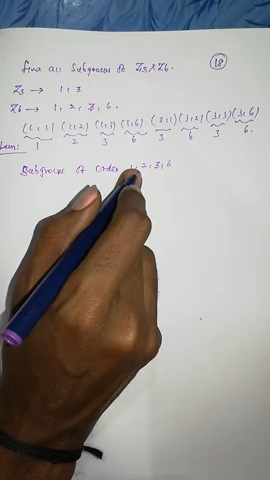 Find all Subgroups of Z3 x Z6. (18)
Z3 → 1, 3
Z6 → 1, 2, 3, 6.
(1,1) (1,2) (1,3) (1,6) (3,1) (3,2) (3,3) (3,6)
Lcm: 1 2 3 6 3 6 3 6.
Subgroups of order 1, 2, 3, 6